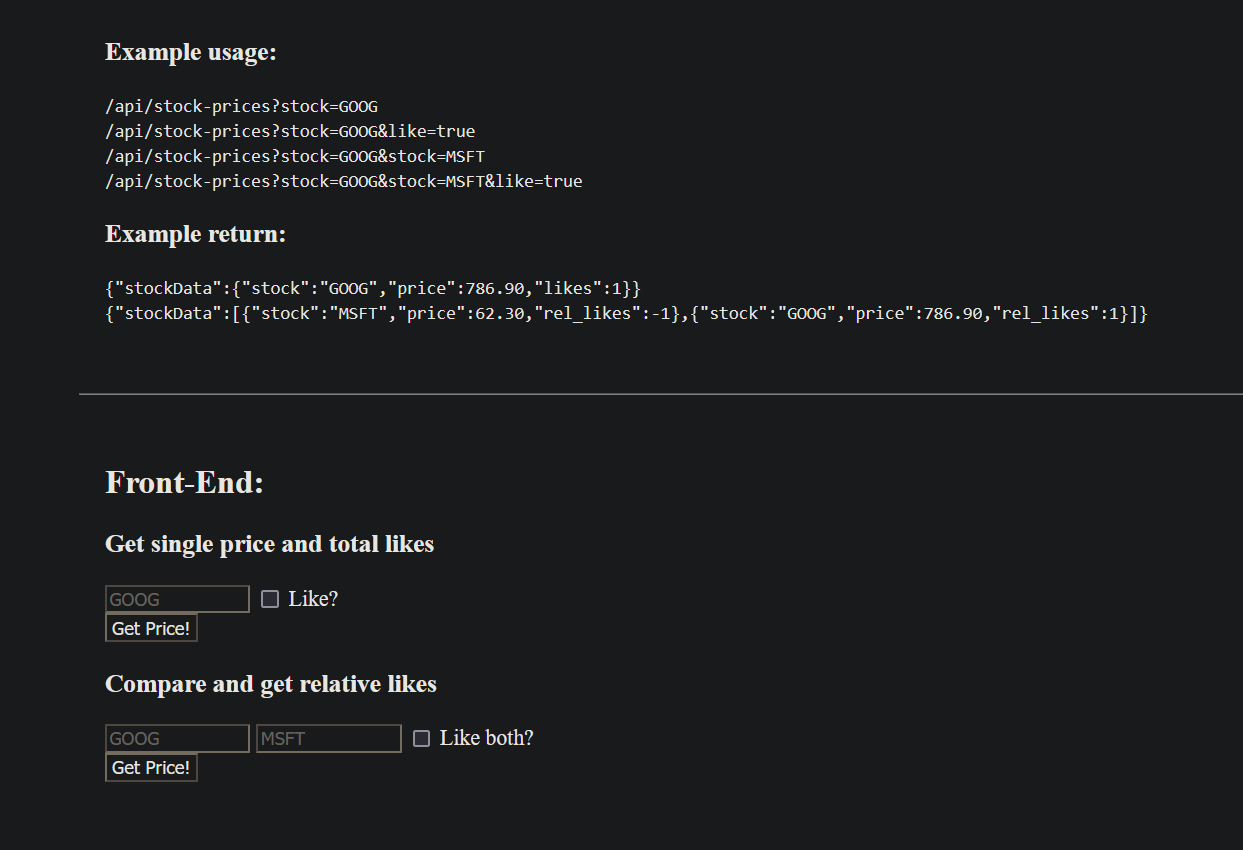 Example usage:
/api/stock-prices?stock=GOOG
/api/stock-prices?stock=GOOG&like=true
/api/stock-prices?stock=GOOG&stock=MSFT
/api/stock-prices?stock=GOOG&stock=MSFT&like=true
Example return:
{"stockData":{"stock":"GOOG","price":786.90,"likes":1}}
{"stockData":[{"stock":"MSFT","price":62.30,"rel_likes":-1},{"stock":"GOOG","price":786.90,"rel_likes":1}]}
Front-End:
Get single price and total likes
GOOG Like?
Get Price!
Compare and get relative likes
GOOG MSFT Like both?
Get Price!